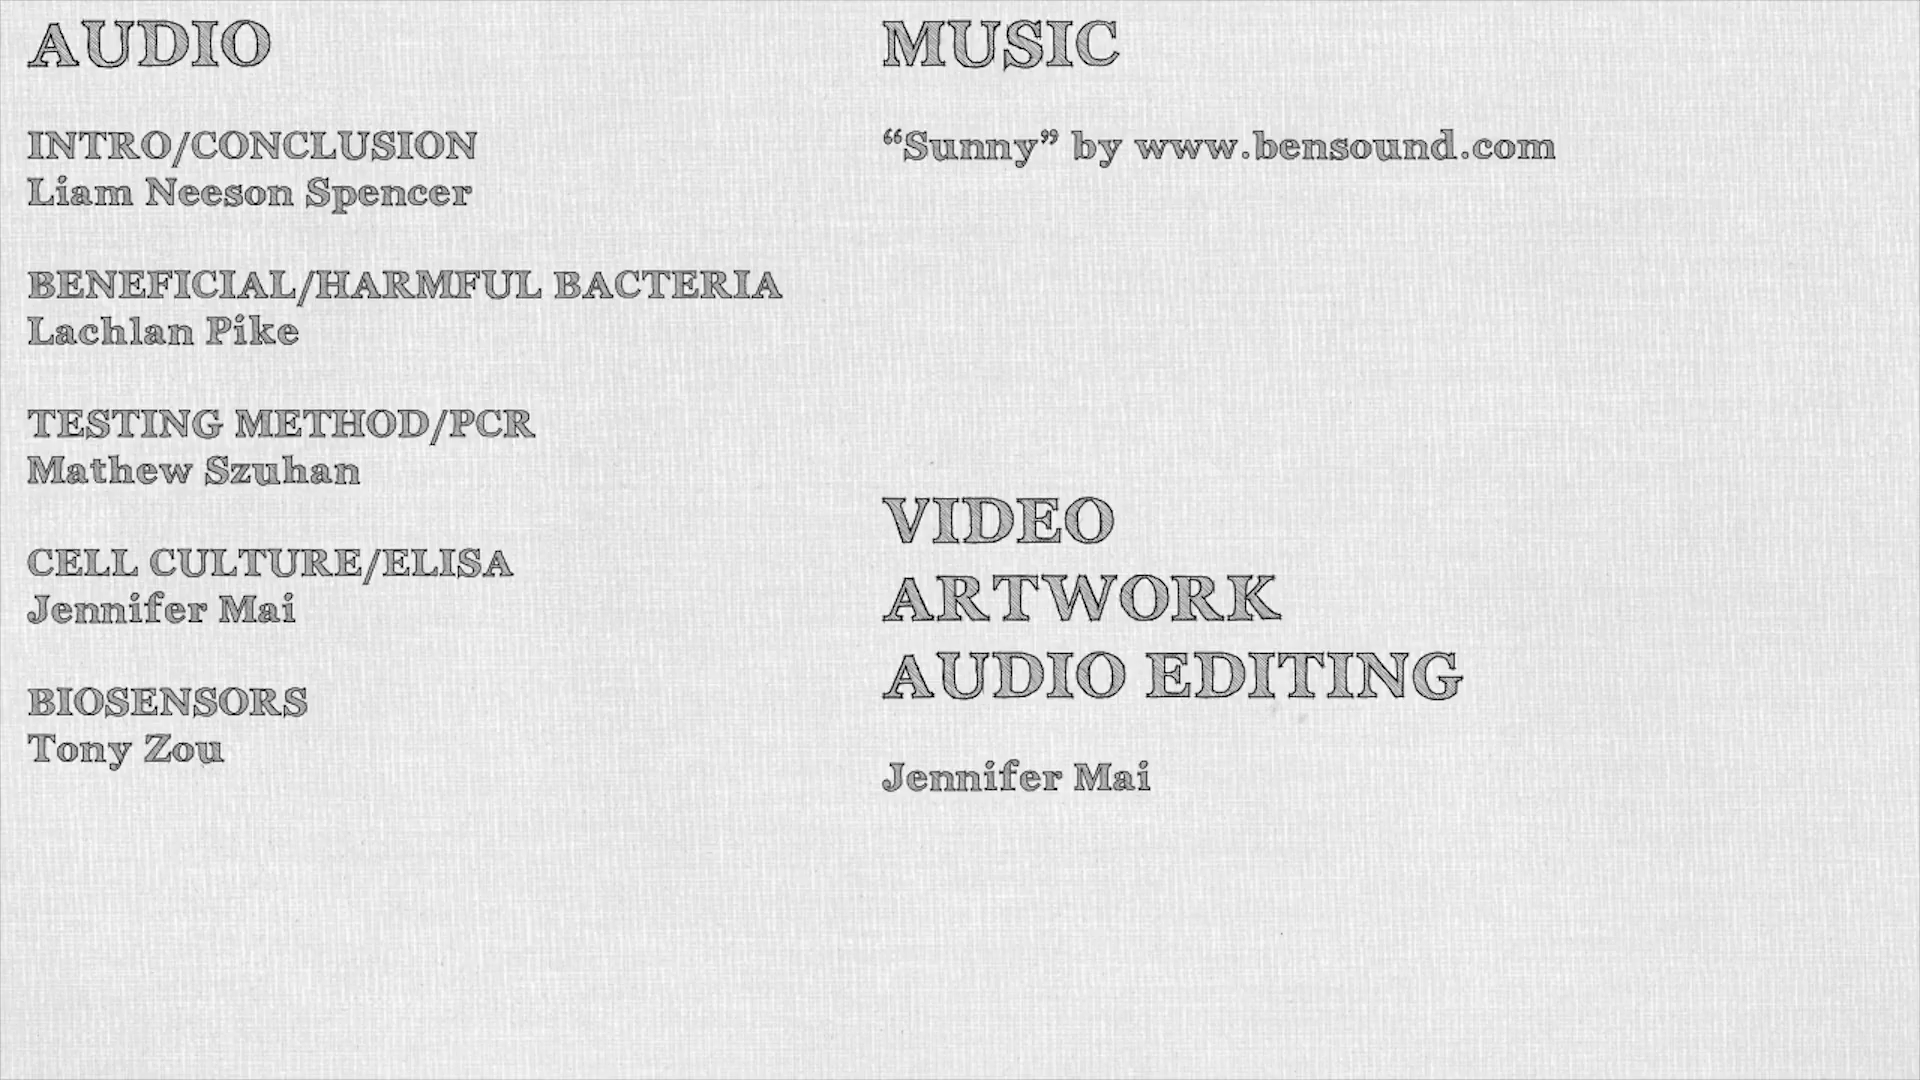 AUDIO
INTRO/CONCLUSION
Liam Neeson Spencer
BENEFICIAL/HARMFUL BACTERIA
Lachlan Pike
TESTING METHOD/PCR
Mathew Szuhan
CELL CULTURE/ELISA
Jennifer Mai
BIOSENSORS
Tony Zou
MUSIC
“Sunny” by www.bensound.com
VIDEO
ARTWORK
AUDIO EDITING
Jennifer Mai